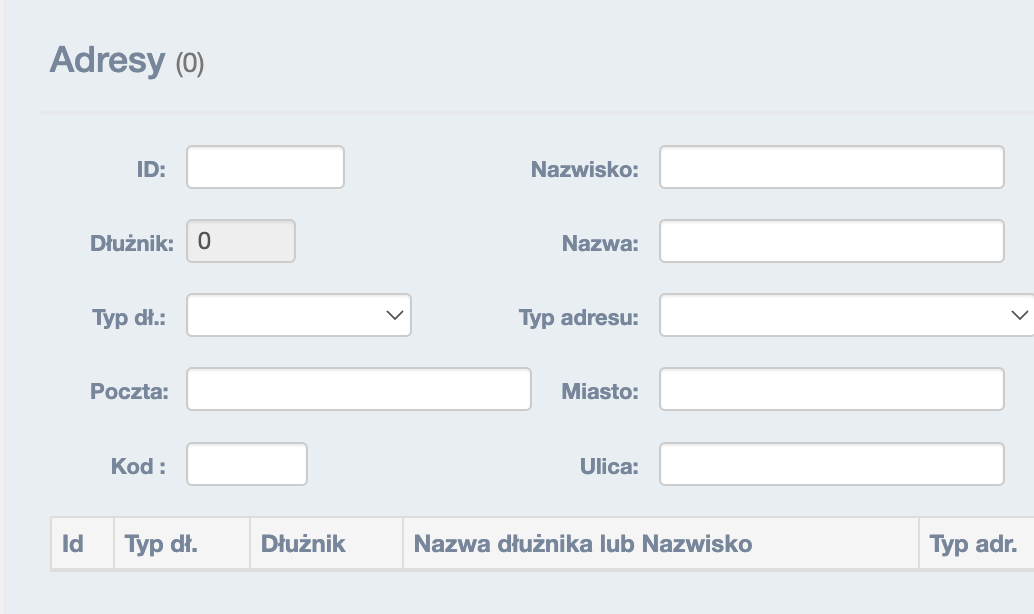 Adresy (0)
ID: Nazwisko:
Dłużnik: 0 Nazwa:
Typ dł.: Typ adresu:
Poczta: Miasto:
Kod : Ulica:
Id Typ dł. Dłużnik Nazwa dłużnika lub Nazwisko Typ adr.